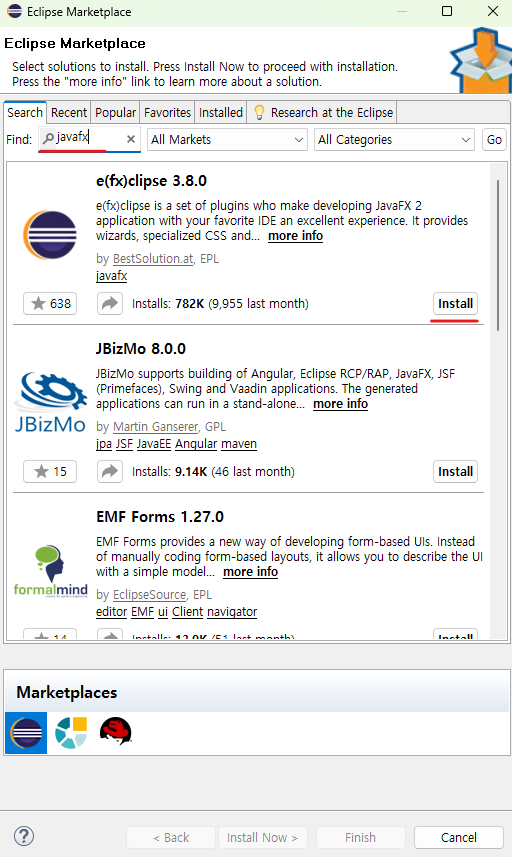 Eclipse Marketplace
Eclipse Marketplace
Select solutions to install. Press Install Now to proceed with installation.
Press the "more info" link to learn more about a solution.
Search Recent Popular Favorites Installed Research at the Eclipse
Find: javafx All Markets All Categories Go
e(fx)clipse 3.8.0
e(fx)clipse is a set of plugins who make developing JavaFX 2
application with your favorite IDE an excellent experience. It provides
wizards, specialized CSS and... more info
by BestSolution.at, EPL
javafx
638 Installs: 782K (9,955 last month) Install
JBizMo 8.0.0
JBizMo supports building of Angular, Eclipse RCP/RAP, JavaFX, JSF
(Primefaces), Swing and Vaadin applications. The generated
applications can run in a stand-alone... more info
JBizMo
by Martin Ganserer, GPL
jpa JSF JavaEE Angular maven
15 Installs: 9.14K (46 last month) Install
EMF Forms 1.27.0
EMF Forms provides a new way of developing form-based UIs. Instead
of manually coding form-based layouts, it allows you to describe the UI
with a simple model... more info
formalmind
by EclipseSource, EPL
editor EMF ui Client navigator
14 Installs: 12.0K (51 last month) Install
Marketplaces
< Back Install Now > Finish Cancel